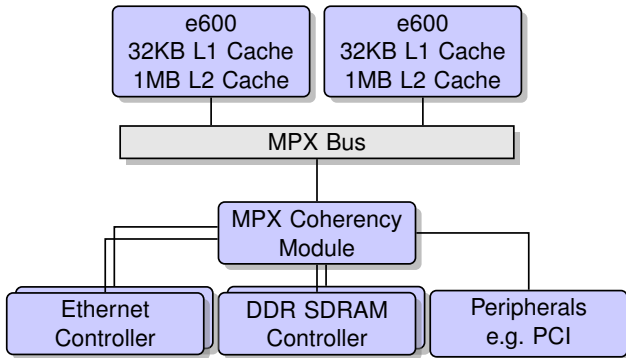 e600
32KB L1 Cache
1MB L2 Cache
e600
32KB L1 Cache
1MB L2 Cache
MPX Bus
MPX Coherency
Module
Ethernet
Controller
DDR SDRAM
Controller
Peripherals
e.g. PCI